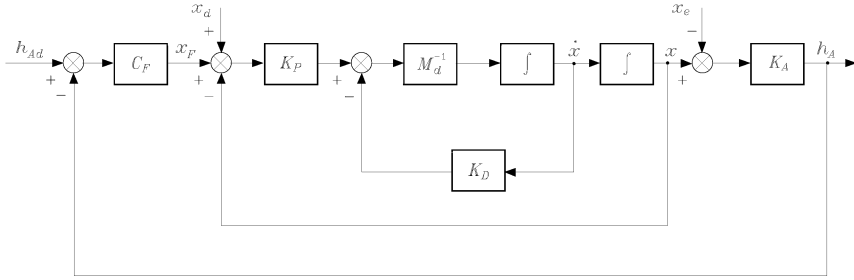 x_d
x_e
+
−
h_{Ad}
C_F
x_F
K_P
M_d^{-1}
∫
ẋ
∫
x
K_A
h_A
+
+
+
+
−
−
−
K_D